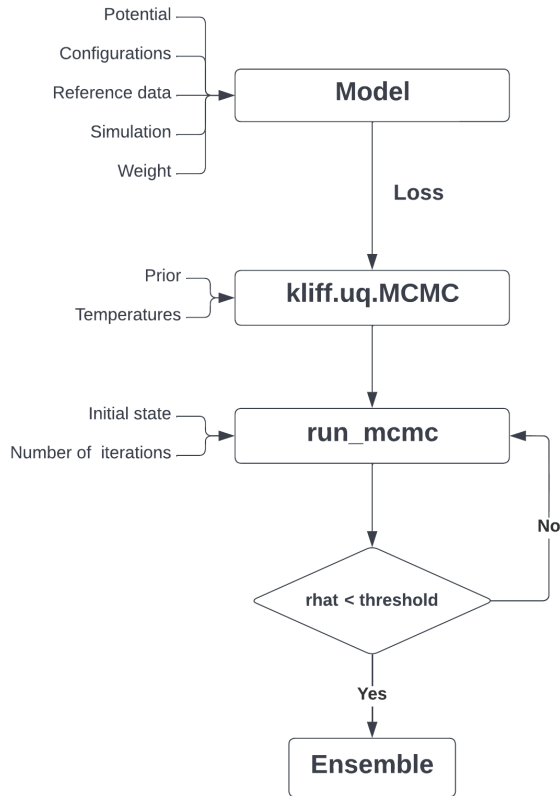 Potential
Configurations
Reference data
Simulation
Weight
Model
Loss
Prior
Temperatures
kliff.uq.MCMC
Initial state
Number of  iterations
run_mcmc
No
rhat < threshold
Yes
Ensemble